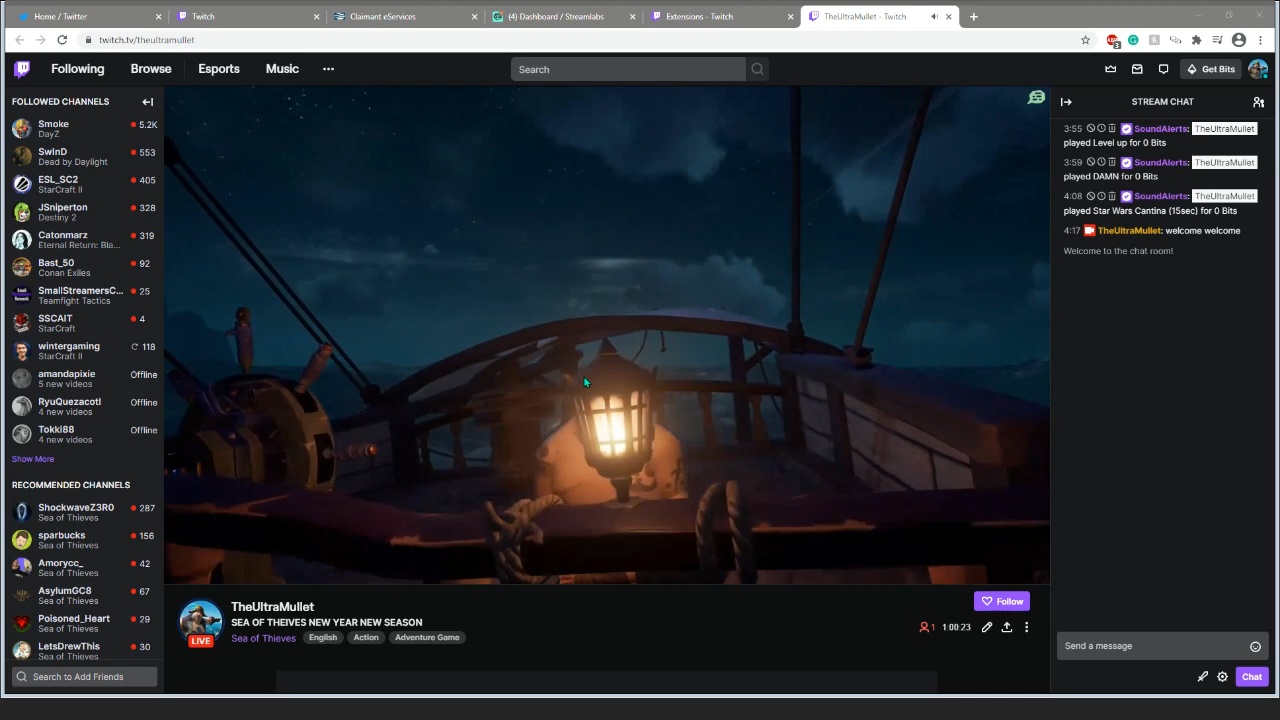 Home / Twitter
Twitch
Claimant eServices
(4) Dashboard / Streamlabs
Extensions - Twitch
TheUltraMullet - Twitch
twitch.tv/theultramullet
Following
Browse
Esports
Music
Search
Get Bits
FOLLOWED CHANNELS
Smoke 5.2K
DayZ
SwinD 553
Dead by Daylight
ESL_SC2 405
StarCraft II
JSniperton 328
Destiny 2
Catonmarz 319
Eternal Return: Bla...
Bast_50 92
Conan Exiles
SmallStreamersC... 25
Teamfight Tactics
SSCAIT 4
StarCraft
wintergaming 118
StarCraft II
amandapixie Offline
5 new videos
RyuQuezacotl Offline
4 new videos
Tokki88 Offline
4 new videos
Show More
RECOMMENDED CHANNELS
ShockwaveZ3R0 287
Sea of Thieves
sparbucks 156
Sea of Thieves
Amorycc_ 42
Sea of Thieves
AsylumGC8 67
Sea of Thieves
Poisoned_Heart 29
Sea of Thieves
LetsDrewThis 30
Sea of Thieves
Search to Add Friends
LIVE
TheUltraMullet
SEA OF THEIVES NEW YEAR NEW SEASON
Sea of Thieves English Action Adventure Game
Follow
1 1:00:23
STREAM CHAT
3:55 SoundAlerts: TheUltraMullet
played Level up for 0 Bits
3:59 SoundAlerts: TheUltraMullet
played DAMN for 0 Bits
4:08 SoundAlerts: TheUltraMullet
played Star Wars Cantina (15sec) for 0 Bits
4:17 TheUltraMullet: welcome welcome
Welcome to the chat room!
Send a message
Chat